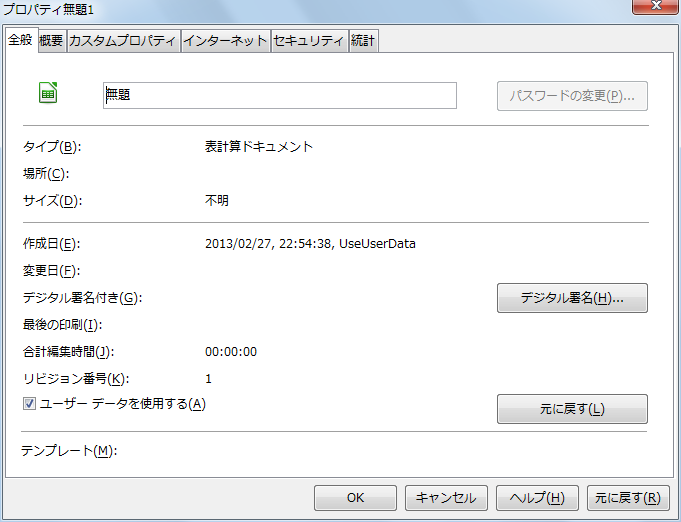 プロパティ無題1
全般 概要 カスタムプロパティ インターネット セキュリティ 統計
無題 パスワードの変更(P)...
タイプ(B): 表計算ドキュメント
場所(C):
サイズ(D): 不明
作成日(E): 2013/02/27, 22:54:38, UseUserData
変更日(F):
デジタル署名付き(G): デジタル署名(H)...
最後の印刷(I):
合計編集時間(J): 00:00:00
リビジョン番号(K): 1
ユーザー データを使用する(A) 元に戻す(L)
テンプレート(M):
OK キャンセル ヘルプ(H) 元に戻す(R)